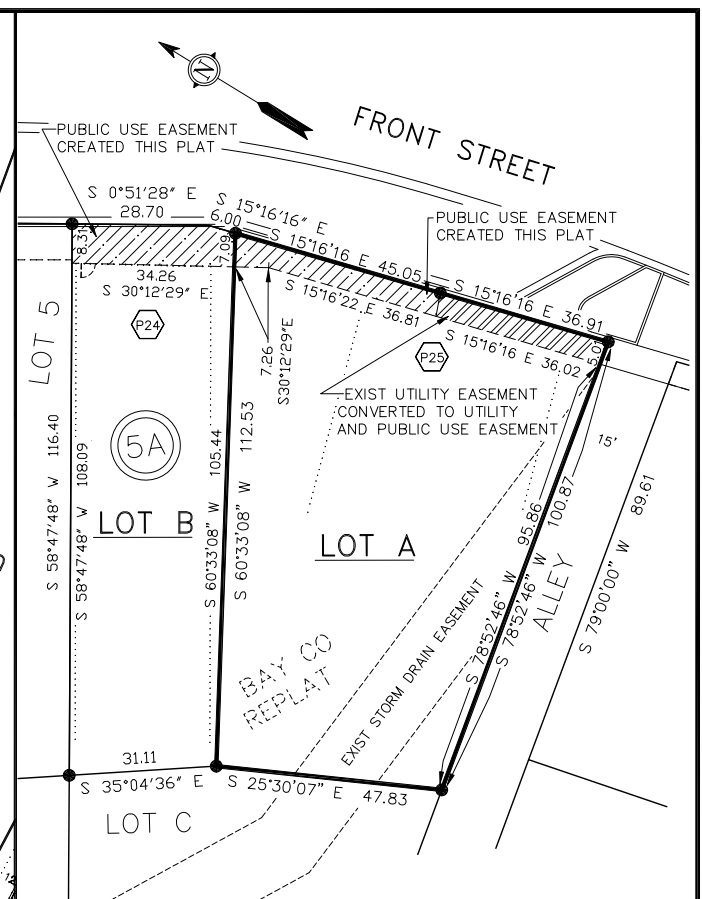 N
FRONT STREET
PUBLIC USE EASEMENT
CREATED THIS PLAT
S 0°51'28" E
28.70
S 15°16'16" E
6.00
PUBLIC USE EASEMENT
CREATED THIS PLAT
S 15°16'16 E 45.05
S 15°16'16 E 36.91
8.31
7.09
34.26
S 30°12'29" E
S 15°16'22 E 36.81
S 15°16'16 E 36.02
5.01
7.26
S30°12'29"E
P24
P25
EXIST UTILITY EASEMENT
CONVERTED TO UTILITY
AND PUBLIC USE EASEMENT
LOT 5
5A
LOT B
LOT A
S 58°47'48" W 116.40
S 58°47'48" W 108.09
S 60°33'08" W 105.44
S 60°33'08" W 112.53
15'
95.86
100.87
S 78°52'46" W
S 78°52'46" W
ALLEY
S 79°00'00" W 89.61
EXIST STORM DRAIN EASEMENT
BAY CO
REPLAT
31.11
S 35°04'36" E
S 25°30'07" E 47.83
LOT C